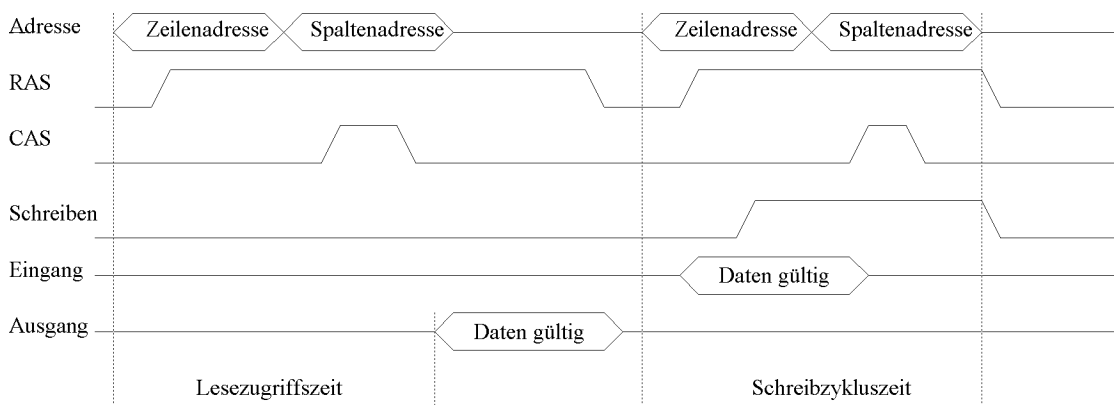 Adresse Zeilenadresse Spaltenadresse Zeilenadresse Spaltenadresse
RAS
CAS
Schreiben
Eingang Daten gültig
Ausgang Daten gültig
Lesezugriffszeit Schreibzykluszeit